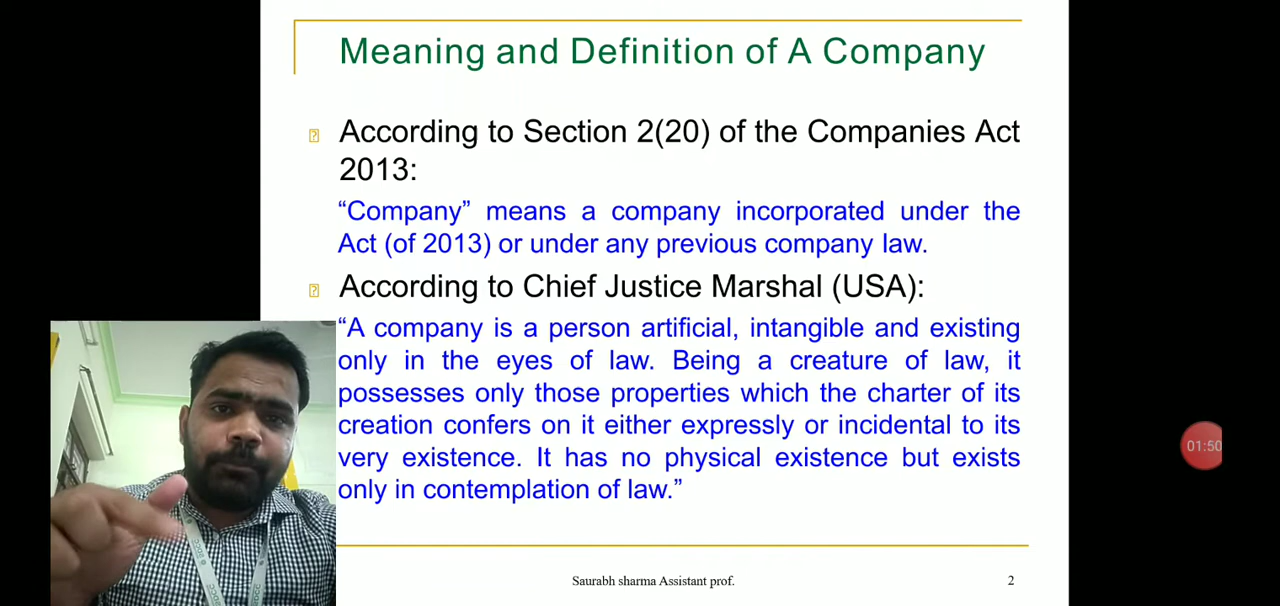 Meaning and Definition of A Company
According to Section 2(20) of the Companies Act
2013:
“Company” means a company incorporated under the
Act (of 2013) or under any previous company law.
According to Chief Justice Marshal (USA):
“A company is a person artificial, intangible and existing
only in the eyes of law. Being a creature of law, it
possesses only those properties which the charter of its
creation confers on it either expressly or incidental to its
very existence. It has no physical existence but exists
only in contemplation of law.”
01:50
Saurabh sharma Assistant prof.
2